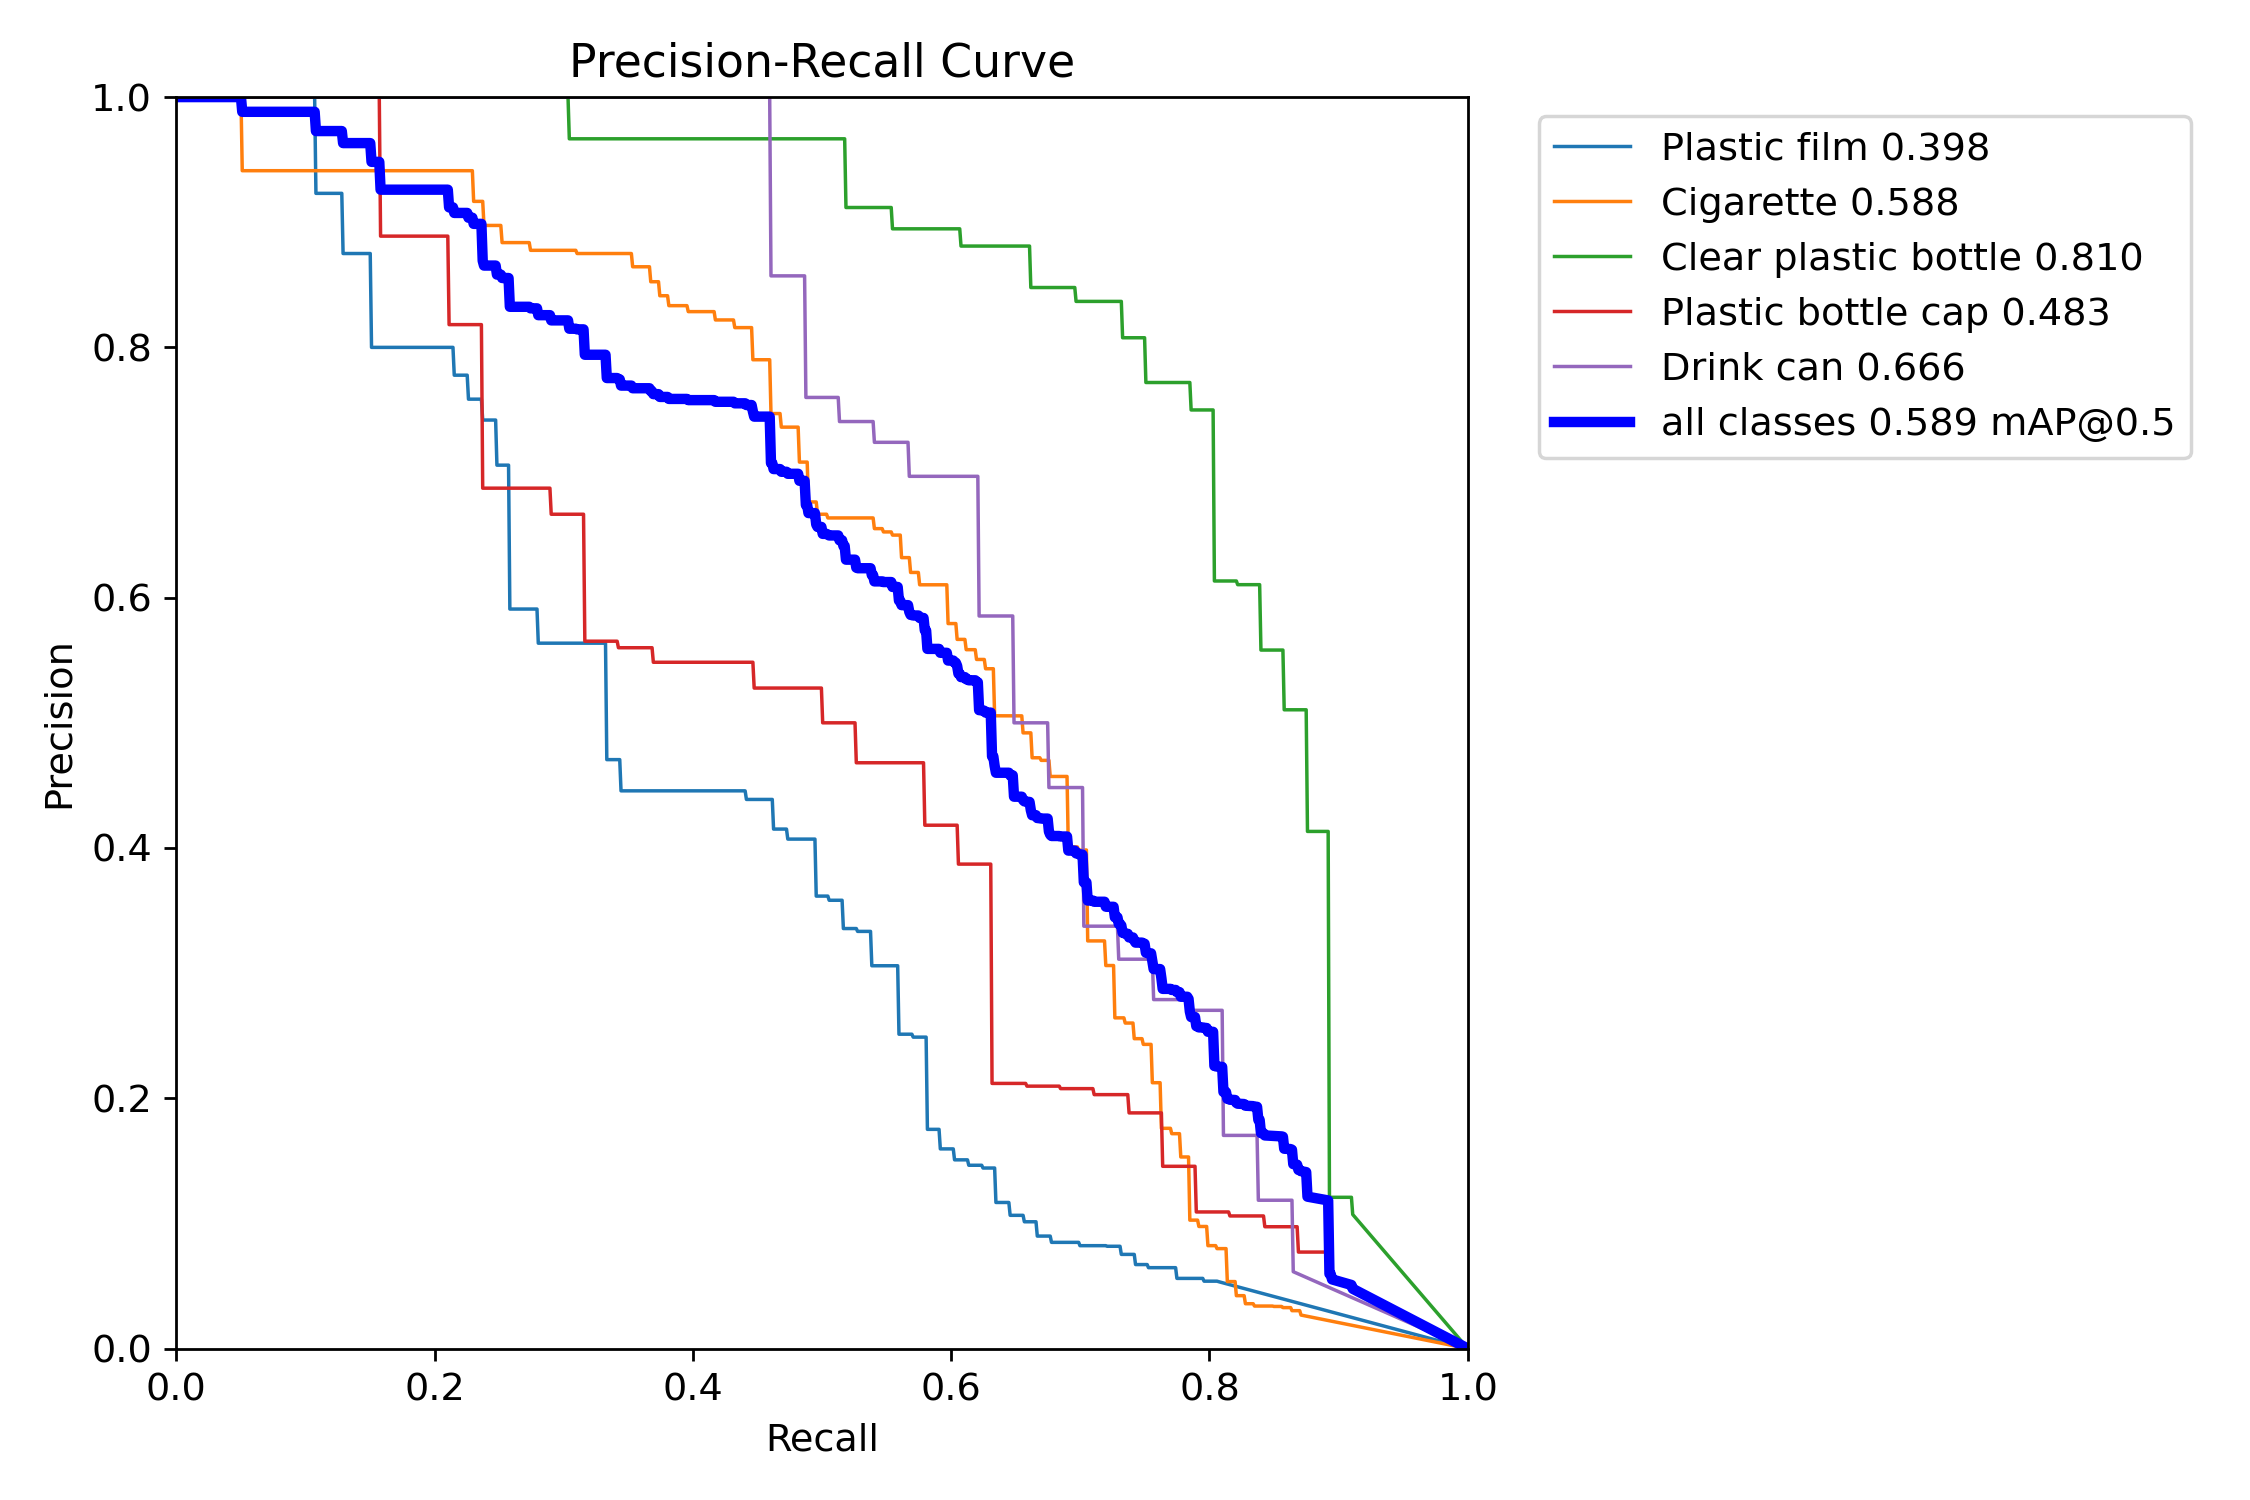 Precision-Recall Curve
1.0
0.8
0.6
0.4
0.2
0.0
Precision
0.0 0.2 0.4 0.6 0.8 1.0
Recall
Plastic film 0.398
Cigarette 0.588
Clear plastic bottle 0.810
Plastic bottle cap 0.483
Drink can 0.666
all classes 0.589 mAP@0.5